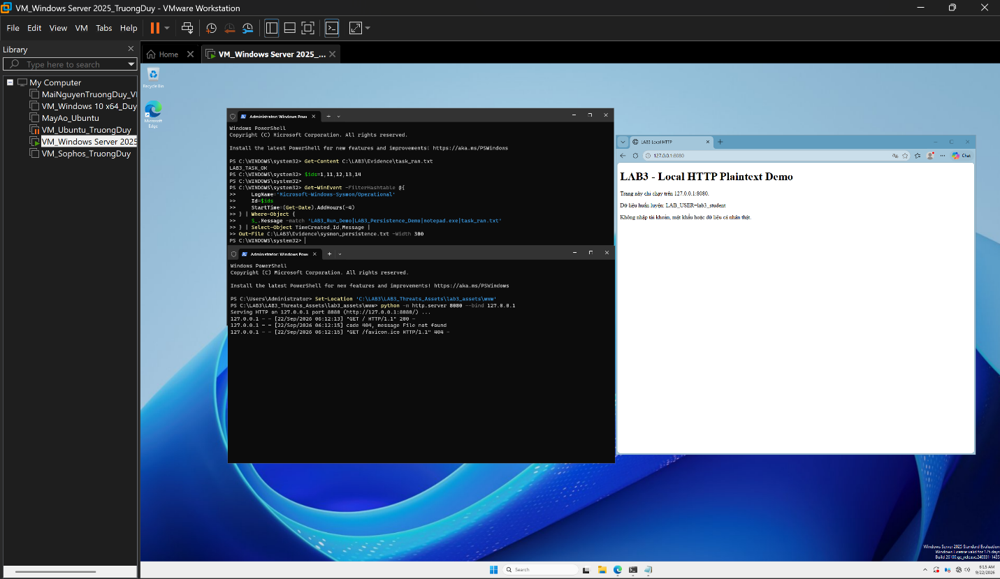 VM_Windows Server 2025_TruongDuy - VMware Workstation
File Edit View VM Tabs Help
Library
Type here to search
My Computer
MaiNguyenTruongDuy_VI
VM_Windows 10 x64_Duy
MayAo_Ubuntu
VM_Ubuntu_TruongDuy
VM_Windows Server 2025
VM_Sophos_TruongDuy
Home
VM_Windows Server 2025_...
Recycle Bin
Microsoft
Edge
Administrator: Windows Powe
Windows PowerShell
Copyright (C) Microsoft Corporation. All rights reserved.
Install the latest PowerShell for new features and improvements! https://aka.ms/PSWindows
PS C:\WINDOWS\system32> Get-Content C:\LAB3\Evidence\task_ran.txt
LAB3_TASK_OK
PS C:\WINDOWS\system32> $ids=1,11,12,13,14
PS C:\WINDOWS\system32>
PS C:\WINDOWS\system32> Get-WinEvent -FilterHashtable @{
>> LogName='Microsoft-Windows-Sysmon/Operational'
>> Id=$ids
>> StartTime=(Get-Date).AddHours(-4)
>> } | Where-Object {
>> $_.Message -match 'LAB3_Run_Demo|LAB3_Persistence_Demo|notepad.exe|task_ran.txt'
>> } | Select-Object TimeCreated,Id,Message |
>> Out-File C:\LAB3\Evidence\sysmon_persistence.txt -Width 300
PS C:\WINDOWS\system32>
Administrator: Windows Powe
Windows PowerShell
Copyright (C) Microsoft Corporation. All rights reserved.
Install the latest PowerShell for new features and improvements! https://aka.ms/PSWindows
PS C:\Users\Administrator> Set-Location 'C:\LAB3\LAB3_Threats_Assets\lab3_assets\www'
PS C:\LAB3\LAB3_Threats_Assets\lab3_assets\www> python -m http.server 8080 --bind 127.0.0.1
Serving HTTP on 127.0.0.1 port 8080 (http://127.0.0.1:8080/) ...
127.0.0.1 - - [22/Sep/2026 06:12:13] "GET / HTTP/1.1" 200 -
127.0.0.1 - - [22/Sep/2026 06:12:15] code 404, message File not found
127.0.0.1 - - [22/Sep/2026 06:12:15] "GET /favicon.ico HTTP/1.1" 404 -
LAB3 Local HTTP
127.0.0.1:8080
Chat
LAB3 - Local HTTP Plaintext Demo
Trang này chỉ chạy trên 127.0.0.1:8080.
Dữ liệu huấn luyện: LAB_USER=lab3_student
Không nhập tài khoản, mật khẩu hoặc dữ liệu cá nhân thật.
Windows Server 2025 Standard Evaluation
Windows License valid for 175 days
Build 26100.ge_release.240331-1435
Search
6:15 AM
9/22/2026